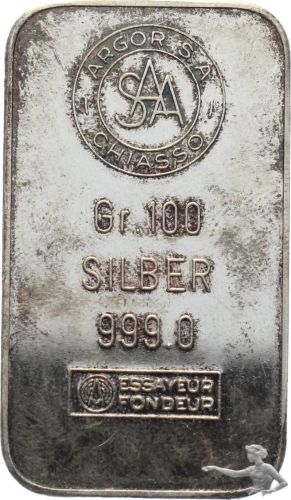 ARGOR S.A
SAA
CHIASSO
Gr.100
SILBER
999.0
ESSAYEUR
FONDEUR